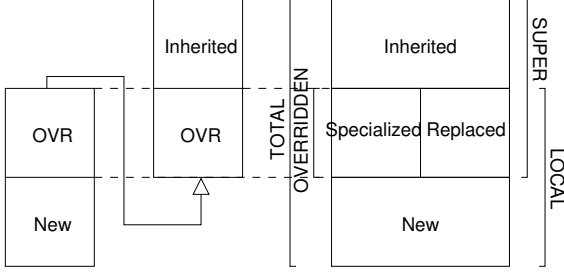 Inherited
Inherited
SUPER
OVR
OVR
TOTAL
OVERRIDDEN
Specialized
Replaced
LOCAL
New
New